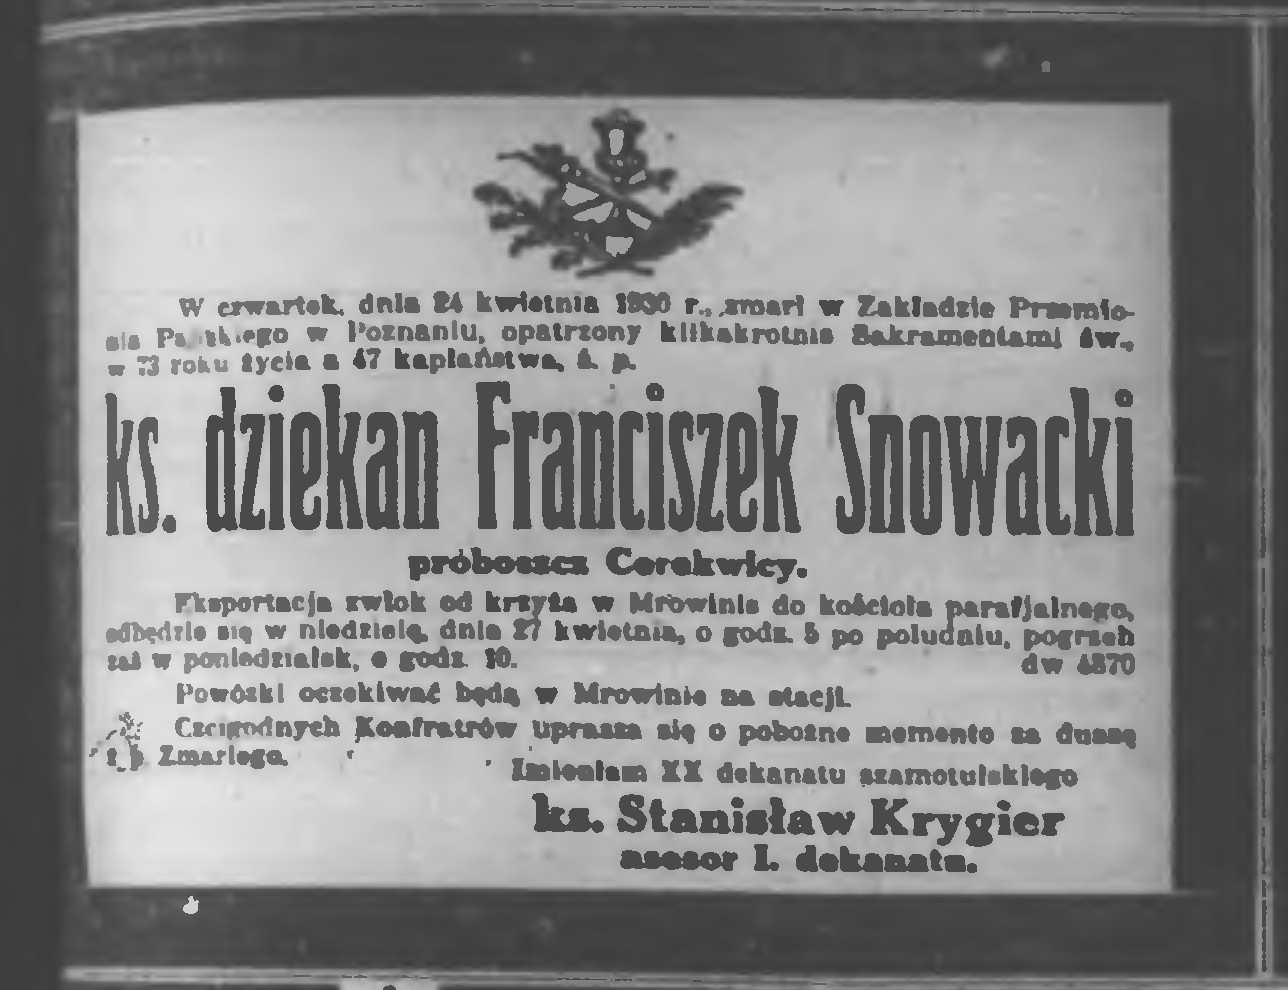 W czwartek, dnia 24 kwietnia 1930 r., zmarł w Zakładzie Przemie-
nia Pańskiego w Poznaniu, opatrzony kilkakrotnie Sakramentami św.,
w 73 roku życia a 47 kapłaństwa, ś. p.
ks. dziekan Franciszek Snowacki
próboszcz Cerekwicy.
Eksportacja zwłok od krzyża w Mrowinie do kościoła parafjalnego,
odbędzie się w niedzielę, dnia 27 kwietnia, o godz. 5 po południu, pogrzeb
zaś w poniedziałek, o godz. 10.
dw 4870
Powózki oczekiwać będą w Mrowinie na stacji.
Czcigodnych Konfratrów uprasza się o pobożne memento za duszę
ś. p. Zmarłego.
Imieniem XX dekanatu szamotulskiego
ks. Stanisław Krygier
asesor I. dekanatu.